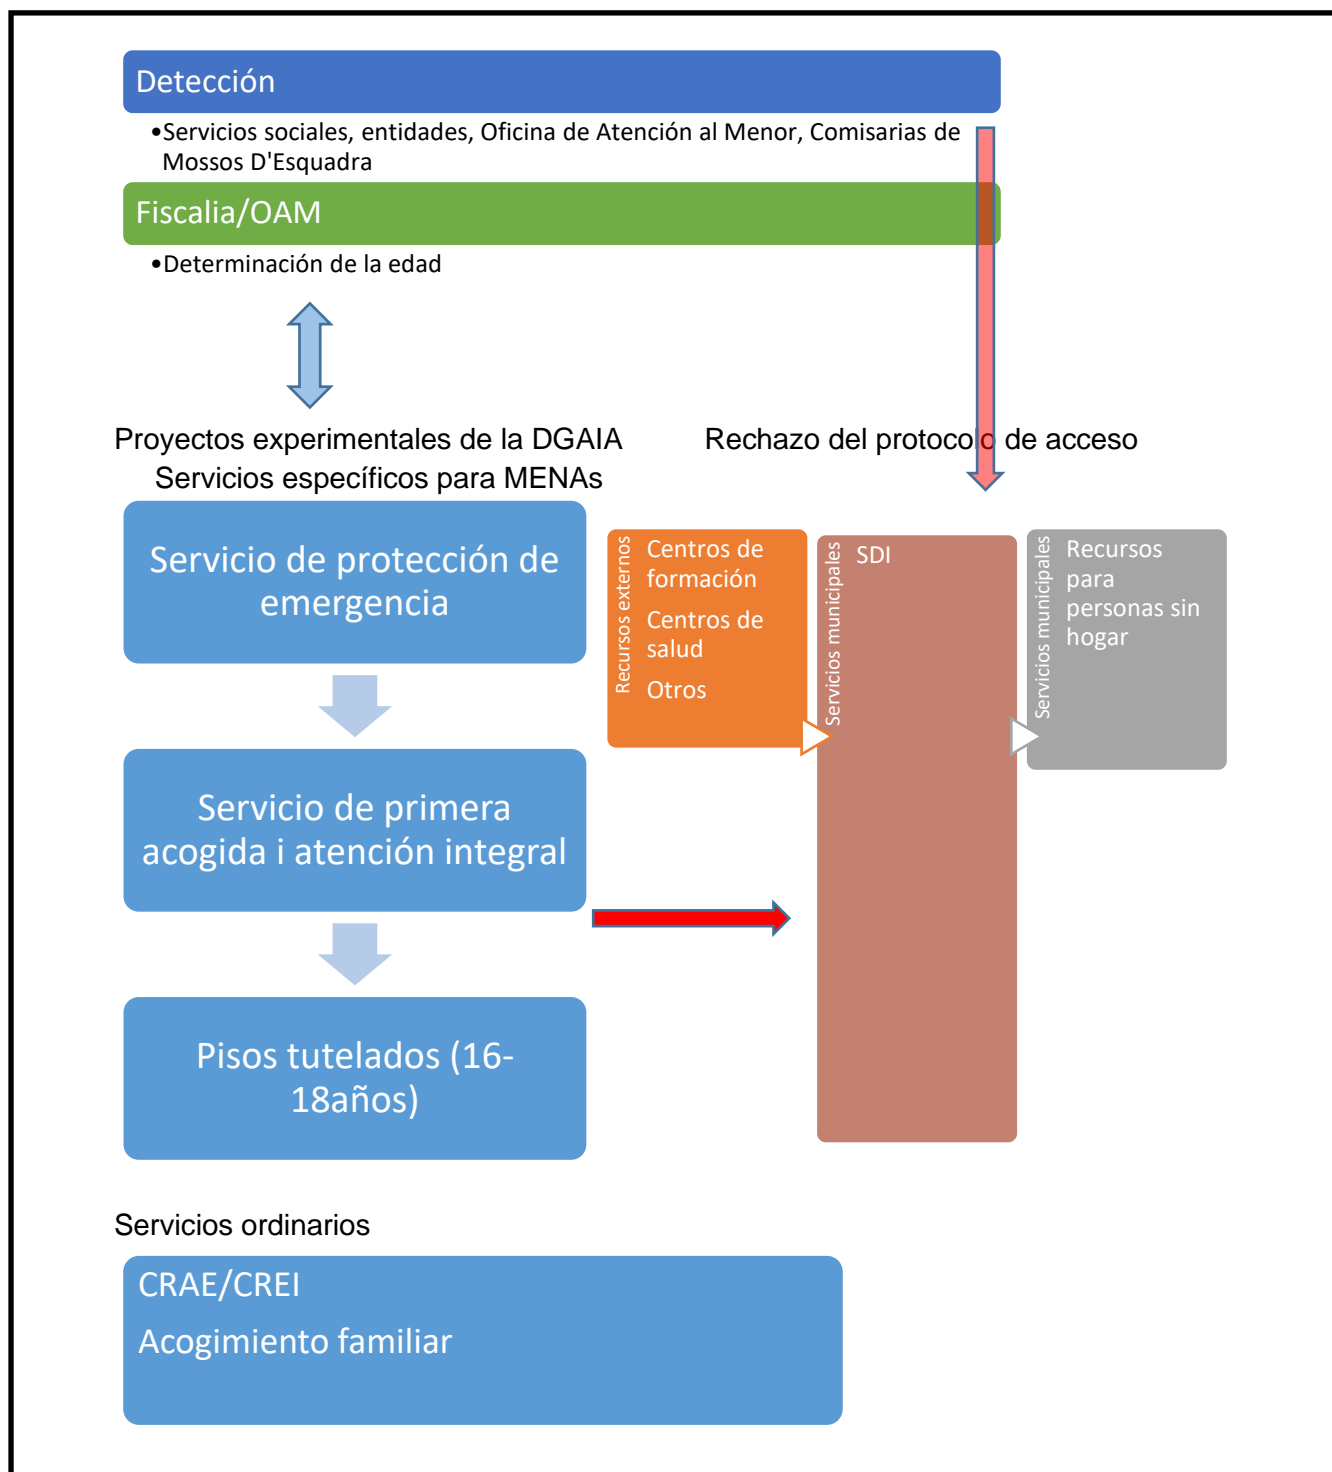 Detección
•Servicios sociales, entidades, Oficina de Atención al Menor, Comisarias de
Mossos D'Esquadra
Fiscalia/OAM
•Determinación de la edad
Proyectos experimentales de la DGAIA
Servicios específicos para MENAs
Rechazo del protocolo de acceso
Servicio de protección de
emergencia
Servicio de primera
acogida i atención integral
Pisos tutelados (16-
18años)
Recursos externos
Centros de
formación
Centros de
salud
Otros
Servicios municipales
SDI
Servicios municipales
Recursos
para
personas sin
hogar
Servicios ordinarios
CRAE/CREI
Acogimiento familiar